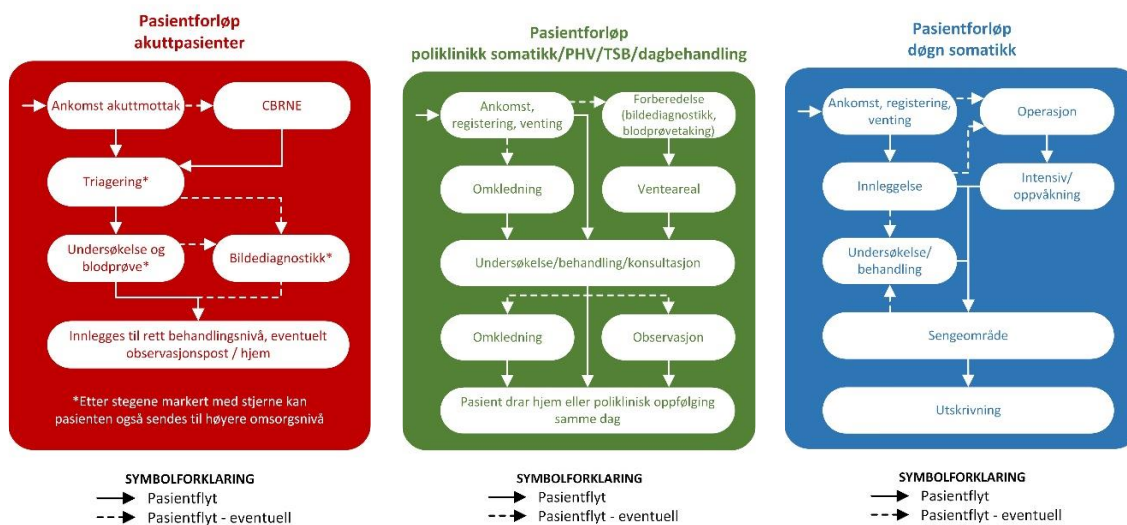 Pasientforløp
akuttpasienter
Ankomst akuttmottak
CBRNE
Triagering*
Undersøkelse og
blodprøve*
Bildediagnostikk*
Innlegges til rett behandlingsnivå, eventuelt
observasjonspost / hjem
*Etter stegene markert med stjerne kan
pasienten også sendes til høyere omsorgsnivå
SYMBOLFORKLARING
Pasientflyt
Pasientflyt - eventuell
Pasientforløp
poliklinikk somatikk/PHV/TSB/dagbehandling
Ankomst,
registering, venting
Forberedelse
(bildediagnostikk,
blodprøvetaking)
Omkledning
Venteareal
Undersøkelse/behandling/konsultasjon
Omkledning
Observasjon
Pasient drar hjem eller poliklinisk oppfølging
samme dag
SYMBOLFORKLARING
Pasientflyt
Pasientflyt - eventuell
Pasientforløp
døgn somatikk
Ankomst, registering,
venting
Operasjon
Innleggelse
Intensiv/
oppvåkning
Undersøkelse/
behandling
Sengeområde
Utskrivning
SYMBOLFORKLARING
Pasientflyt
Pasientflyt - eventuell